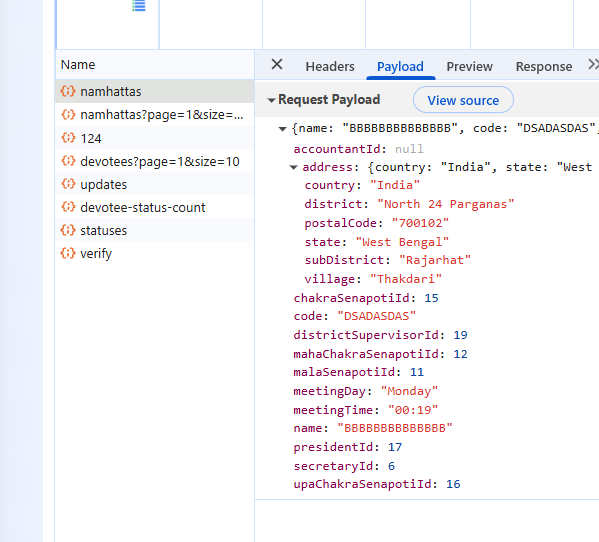 Name
namhattas
namhattas?page=1&size=...
124
devotees?page=1&size=10
updates
devotee-status-count
statuses
verify
Headers Payload Preview Response
Request Payload View source
{name: "BBBBBBBBBBBBBB", code: "DSADASDAS",
accountantId: null
address: {country: "India", state: "West
country: "India"
district: "North 24 Parganas"
postalCode: "700102"
state: "West Bengal"
subDistrict: "Rajarhat"
village: "Thakdari"
chakraSenapotiId: 15
code: "DSADASDAS"
districtSupervisorId: 19
mahaChakraSenapotiId: 12
malaSenapotiId: 11
meetingDay: "Monday"
meetingTime: "00:19"
name: "BBBBBBBBBBBBBB"
presidentId: 17
secretaryId: 6
upaChakraSenapotiId: 16